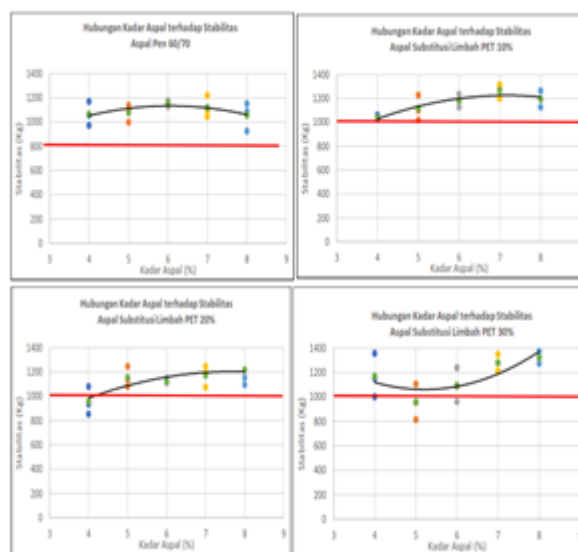 Hubungan Kadar Aspal terhadap Stabilitas
Aspal Pen 60/70
Stabilitas (Kg)
1400
1200
1000
800
600
400
200
0
3 4 5 6 7 8 9
Kadar Aspal (%)
Hubungan Kadar Aspal terhadap Stabilitas
Aspal Substitusi Limbah PET 10%
Stabilitas (Kg)
1400
1200
1000
800
600
400
200
0
3 4 5 6 7 8
Kadar Aspal (%)
Hubungan Kadar Aspal terhadap Stabilitas
Aspal Substitusi Limbah PET 20%
Stabilitas (Kg)
1400
1200
1000
800
600
400
200
0
3 4 5 6 7 8 9
Kadar Aspal (%)
Hubungan Kadar Aspal terhadap Stabilitas
Aspal Substitusi Limbah PET 30%
Stabilitas (Kg)
1400
1200
1000
800
600
400
200
0
3 4 5 6 7 8
Kadar Aspal (%)